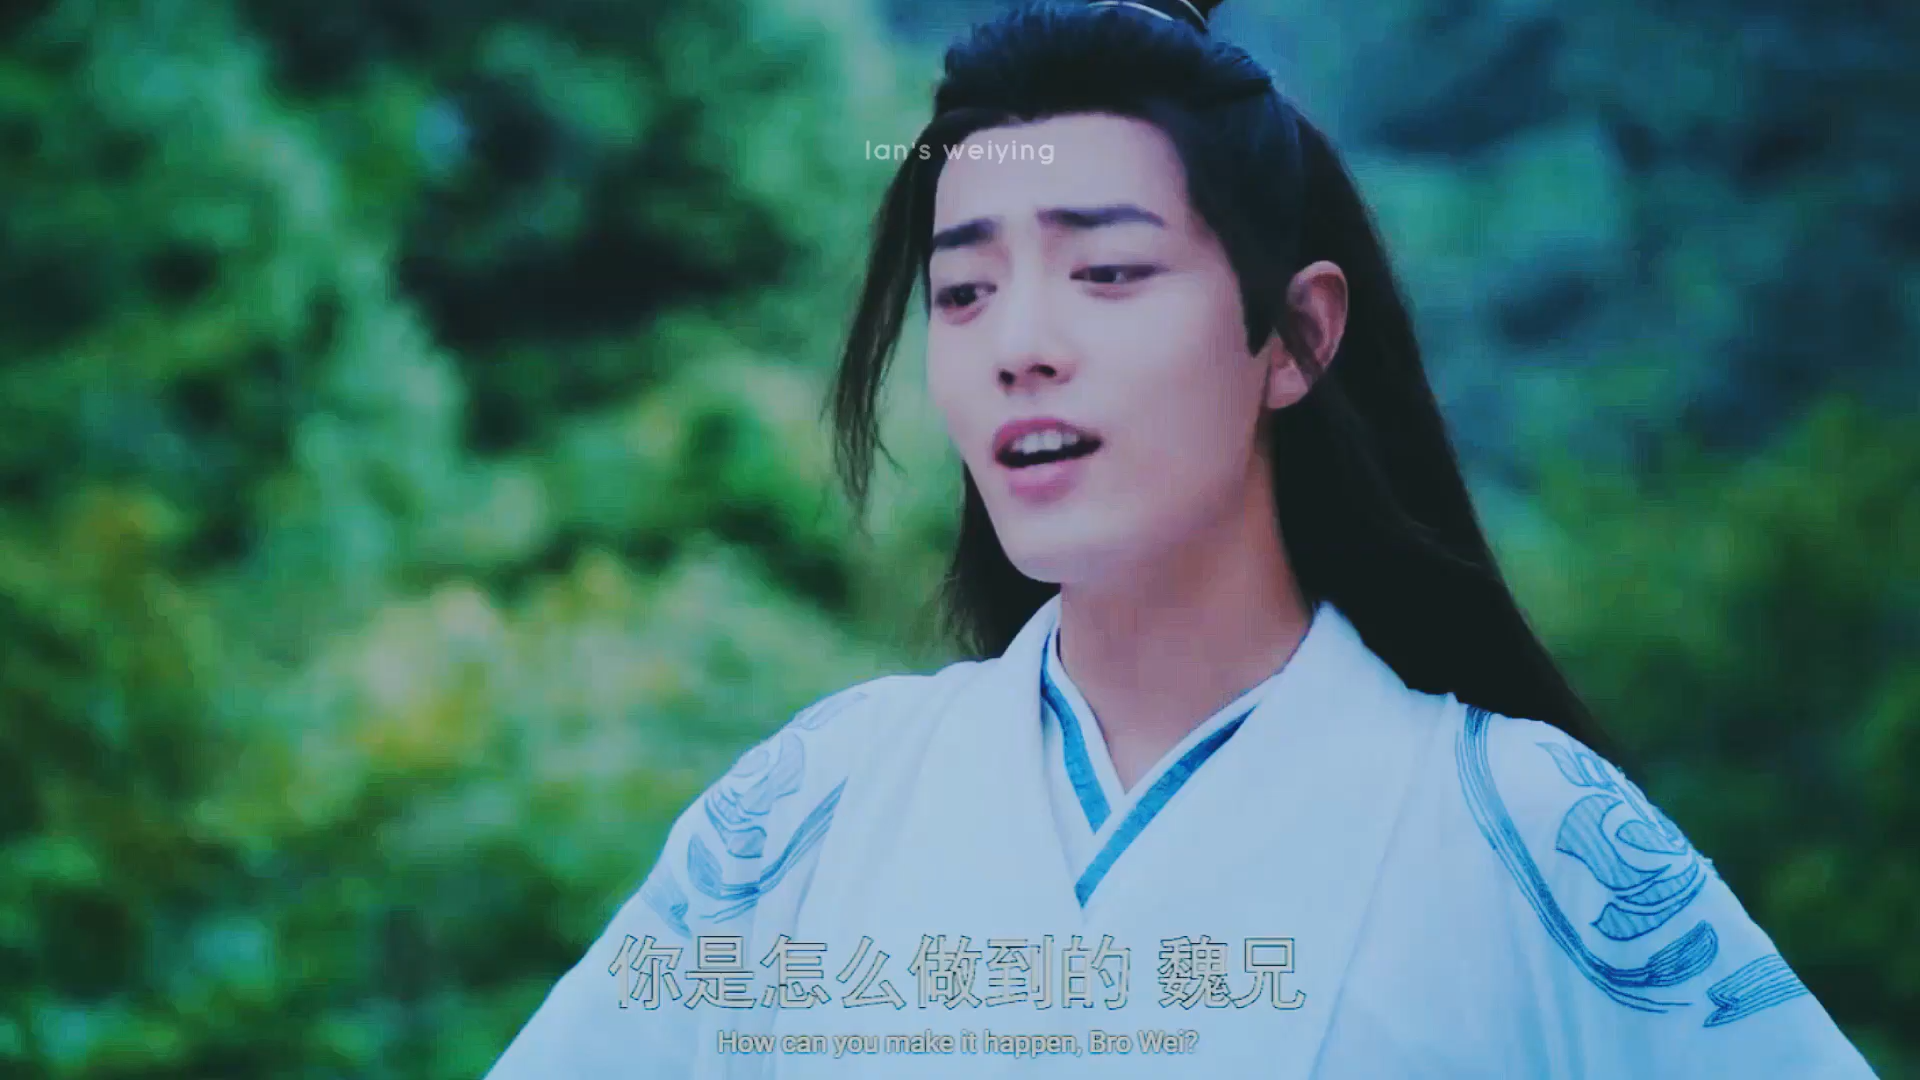 lan's weiying
你是怎么做到的 魏兄
How can you make it happen, Bro Wei?